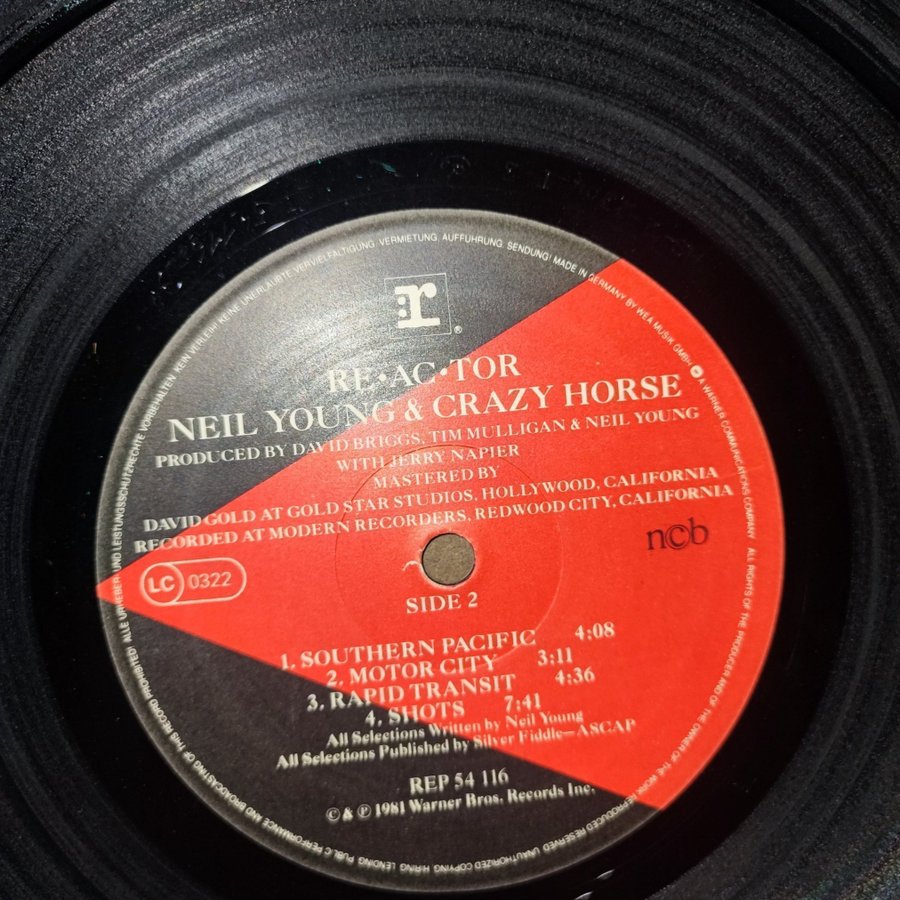 ALLE URHEBER- UND LEISTUNGSSCHUTZRECHTE VORBEHALTEN. KEIN VERLEIH! KEINE UNERLAUBTE VERVIELFÄLTIGUNG, VERMIETUNG, AUFFÜHRUNG, SENDUNG! MADE IN GERMANY BY WEA MUSIK GMBH
A WARNER COMMUNICATIONS COMPANY ALL RIGHTS OF THE PRODUCER AND OF THE OWNER OF THE WORK REPRODUCED RESERVED UNAUTHORIZED COPYING HIRING LENDING PUBLIC PERFORMANCE AND BROADCASTING OF THIS RECORD PROHIBITED!
r®
RE•AC•TOR
NEIL YOUNG & CRAZY HORSE
PRODUCED BY DAVID BRIGGS, TIM MULLIGAN & NEIL YOUNG
WITH JERRY NAPIER
MASTERED BY
DAVID GOLD AT GOLD STAR STUDIOS, HOLLYWOOD, CALIFORNIA
RECORDED AT MODERN RECORDERS, REDWOOD CITY, CALIFORNIA
n©b
LC 0322
SIDE 2
1. SOUTHERN PACIFIC 4:08
2. MOTOR CITY 3:11
3. RAPID TRANSIT 4:36
4. SHOTS 7:41
All Selections Written by Neil Young
All Selections Published by Silver Fiddle—ASCAP
REP 54 116
© & ℗ 1981 Warner Bros. Records Inc.